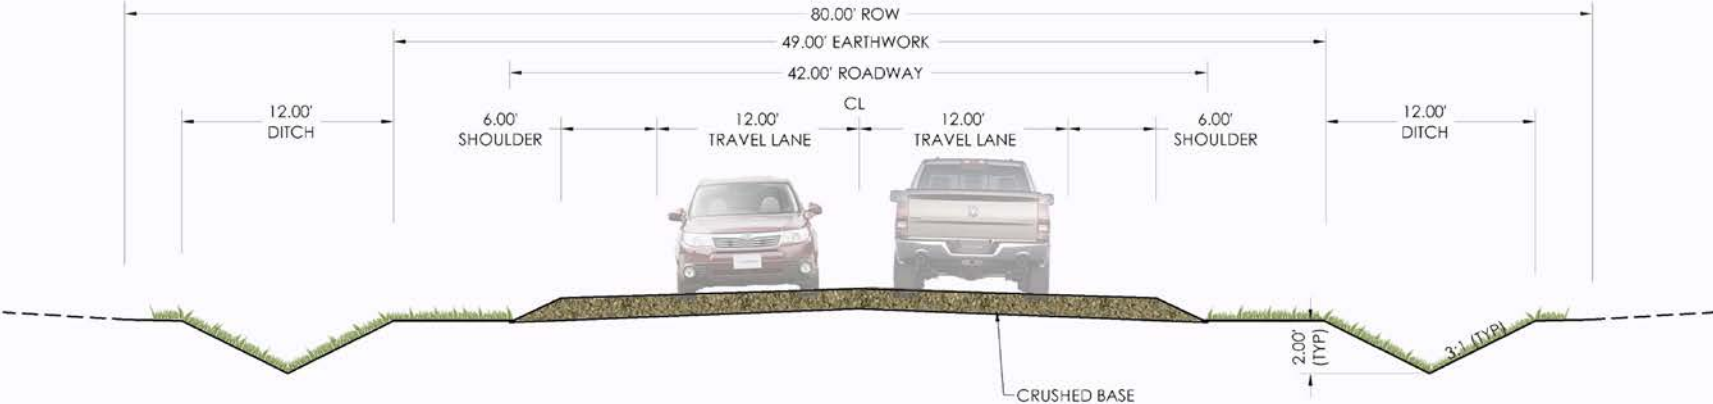 80.00' ROW
49.00' EARTHWORK
42.00' ROADWAY
CL
12.00'
DITCH
6.00'
SHOULDER
12.00'
TRAVEL LANE
12.00'
TRAVEL LANE
6.00'
SHOULDER
12.00'
DITCH
2.00'
(TYP)
3:1 (TYP)
CRUSHED BASE